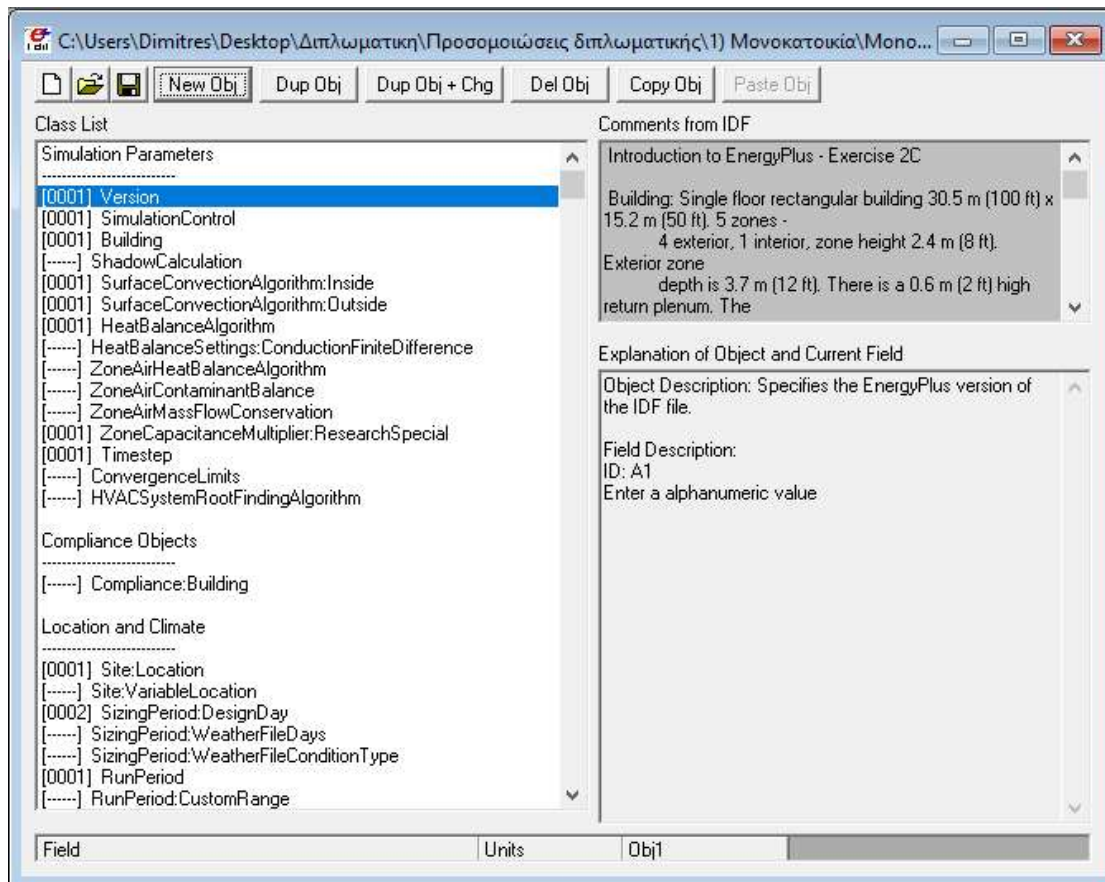 C:\Users\Dimitres\Desktop\Διπλωματικη\Προσομοιώσεις διπλωματικής\1) Μονοκατοικία\Mono...
New Obj Dup Obj Dup Obj + Chg Del Obj Copy Obj Paste Obj
Class List
Simulation Parameters
--------------------------
[0001] Version
[0001] SimulationControl
[0001] Building
[-----] ShadowCalculation
[0001] SurfaceConvectionAlgorithm:Inside
[0001] SurfaceConvectionAlgorithm:Outside
[0001] HeatBalanceAlgorithm
[-----] HeatBalanceSettings:ConductionFiniteDifference
[-----] ZoneAirHeatBalanceAlgorithm
[-----] ZoneAirContaminantBalance
[-----] ZoneAirMassFlowConservation
[0001] ZoneCapacitanceMultiplier:ResearchSpecial
[0001] Timestep
[-----] ConvergenceLimits
[-----] HVACSystemRootFindingAlgorithm
Compliance Objects
--------------------------
[-----] Compliance:Building
Location and Climate
--------------------------
[0001] Site:Location
[-----] Site:VariableLocation
[0002] SizingPeriod:DesignDay
[-----] SizingPeriod:WeatherFileDays
[-----] SizingPeriod:WeatherFileConditionType
[0001] RunPeriod
[-----] RunPeriod:CustomRange
Comments from IDF
Introduction to EnergyPlus - Exercise 2C
Building: Single floor rectangular building 30.5 m (100 ft) x
15.2 m (50 ft). 5 zones -
4 exterior, 1 interior, zone height 2.4 m (8 ft).
Exterior zone
depth is 3.7 m (12 ft). There is a 0.6 m (2 ft) high
return plenum. The
Explanation of Object and Current Field
Object Description: Specifies the EnergyPlus version of
the IDF file.
Field Description:
ID: A1
Enter a alphanumeric value
Field Units Obj1